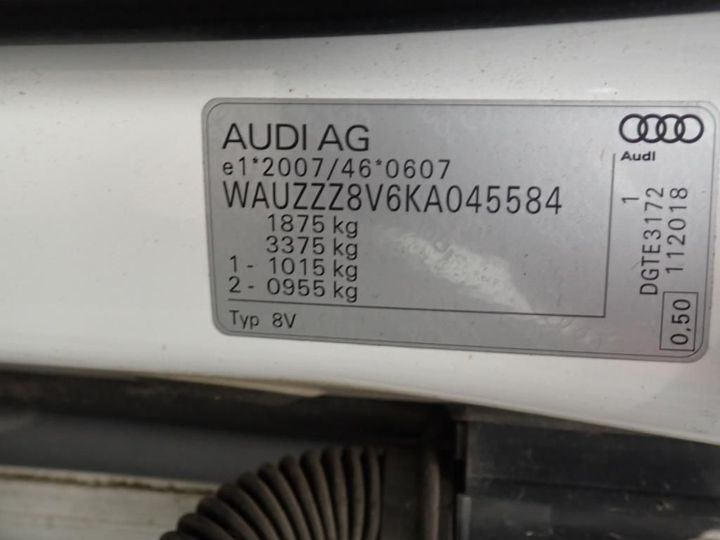 AUDI AG
e1*2007/46*0607
WAUZZZ8V6KA045584
1875 kg
3375 kg
1 - 1015 kg
2 - 0955 kg
Typ 8V
Audi
1
DGTE3172
112018
0,50